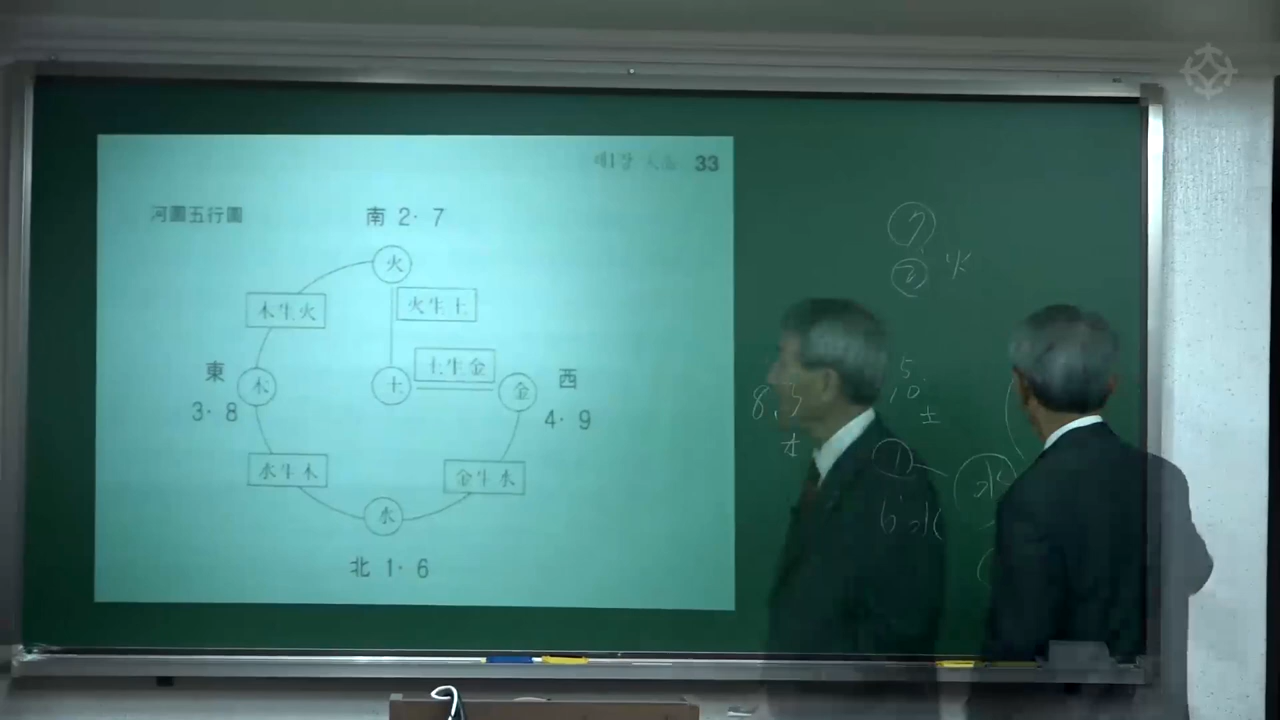 제1장 33
河圖五行圖
南 2· 7
火
木生火
火生土
土生金
東
木
土
金
西
3· 8
4· 9
水生木
金生水
水
北 1· 6
7
2 火
5
10
土
8, 3
木
1
水
6 水